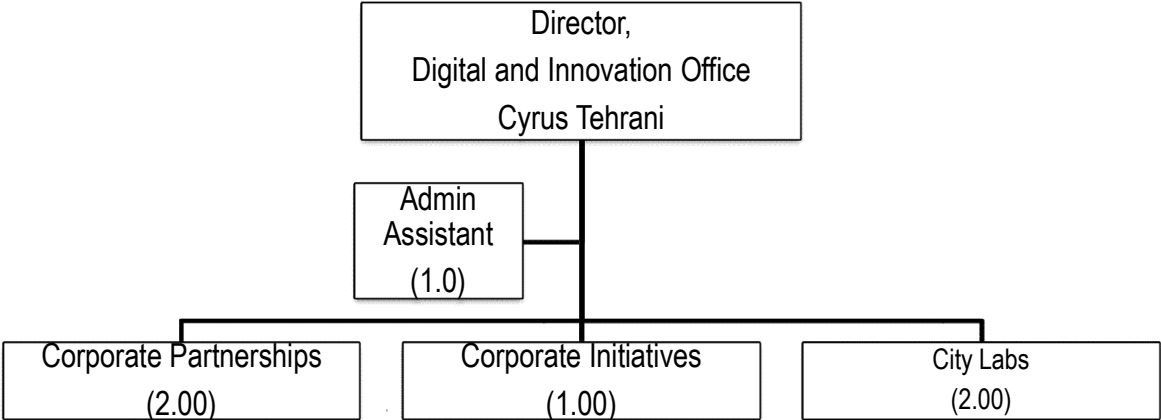 Director,
Digital and Innovation Office
Cyrus Tehrani
Admin
Assistant
(1.0)
Corporate Partnerships
(2.00)
Corporate Initiatives
(1.00)
City Labs
(2.00)